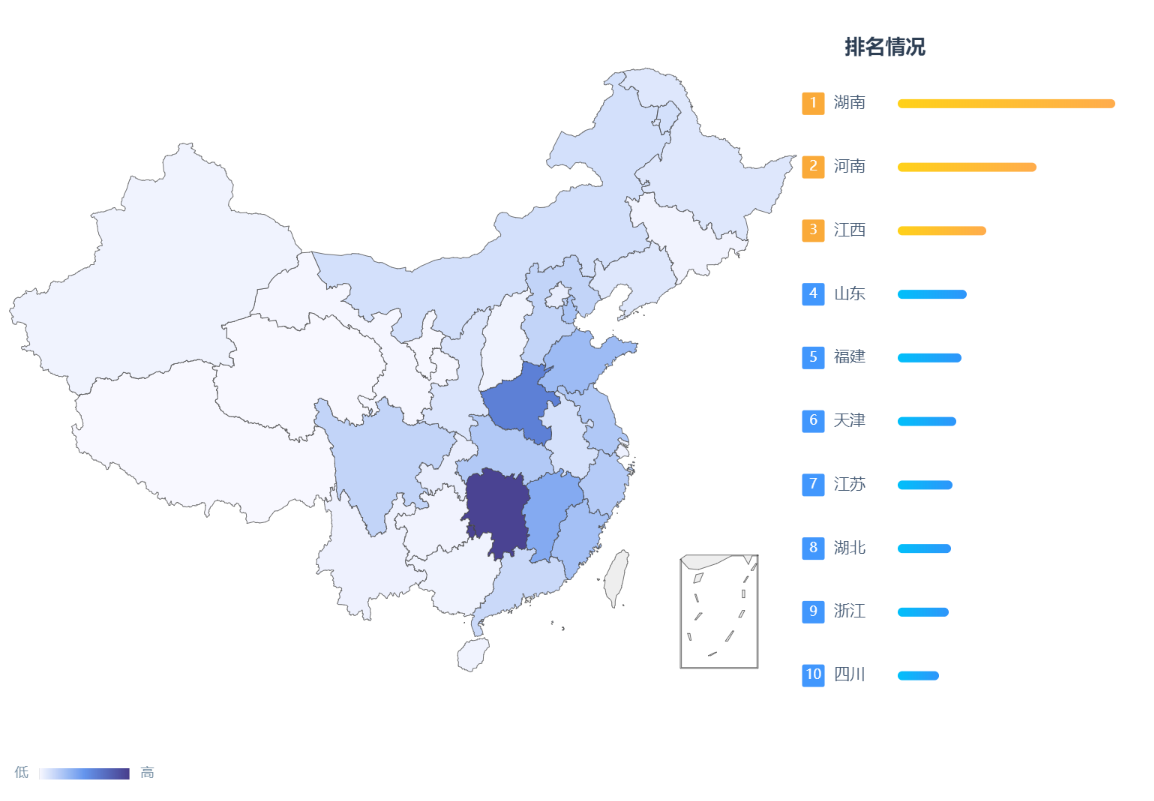 排名情况
1 湖南
2 河南
3 江西
4 山东
5 福建
6 天津
7 江苏
8 湖北
9 浙江
10 四川
低 高